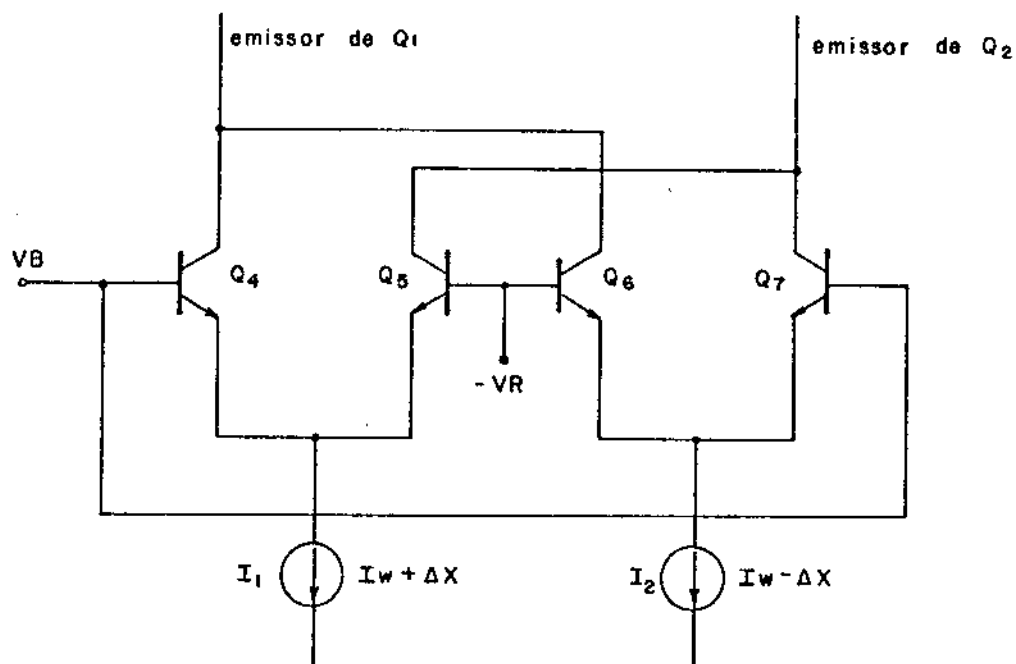 emissor de Q1
emissor de Q2
VB
Q4
Q5
Q6
Q7
-VR
I1
Iw+ΔX
I2
Iw-ΔX